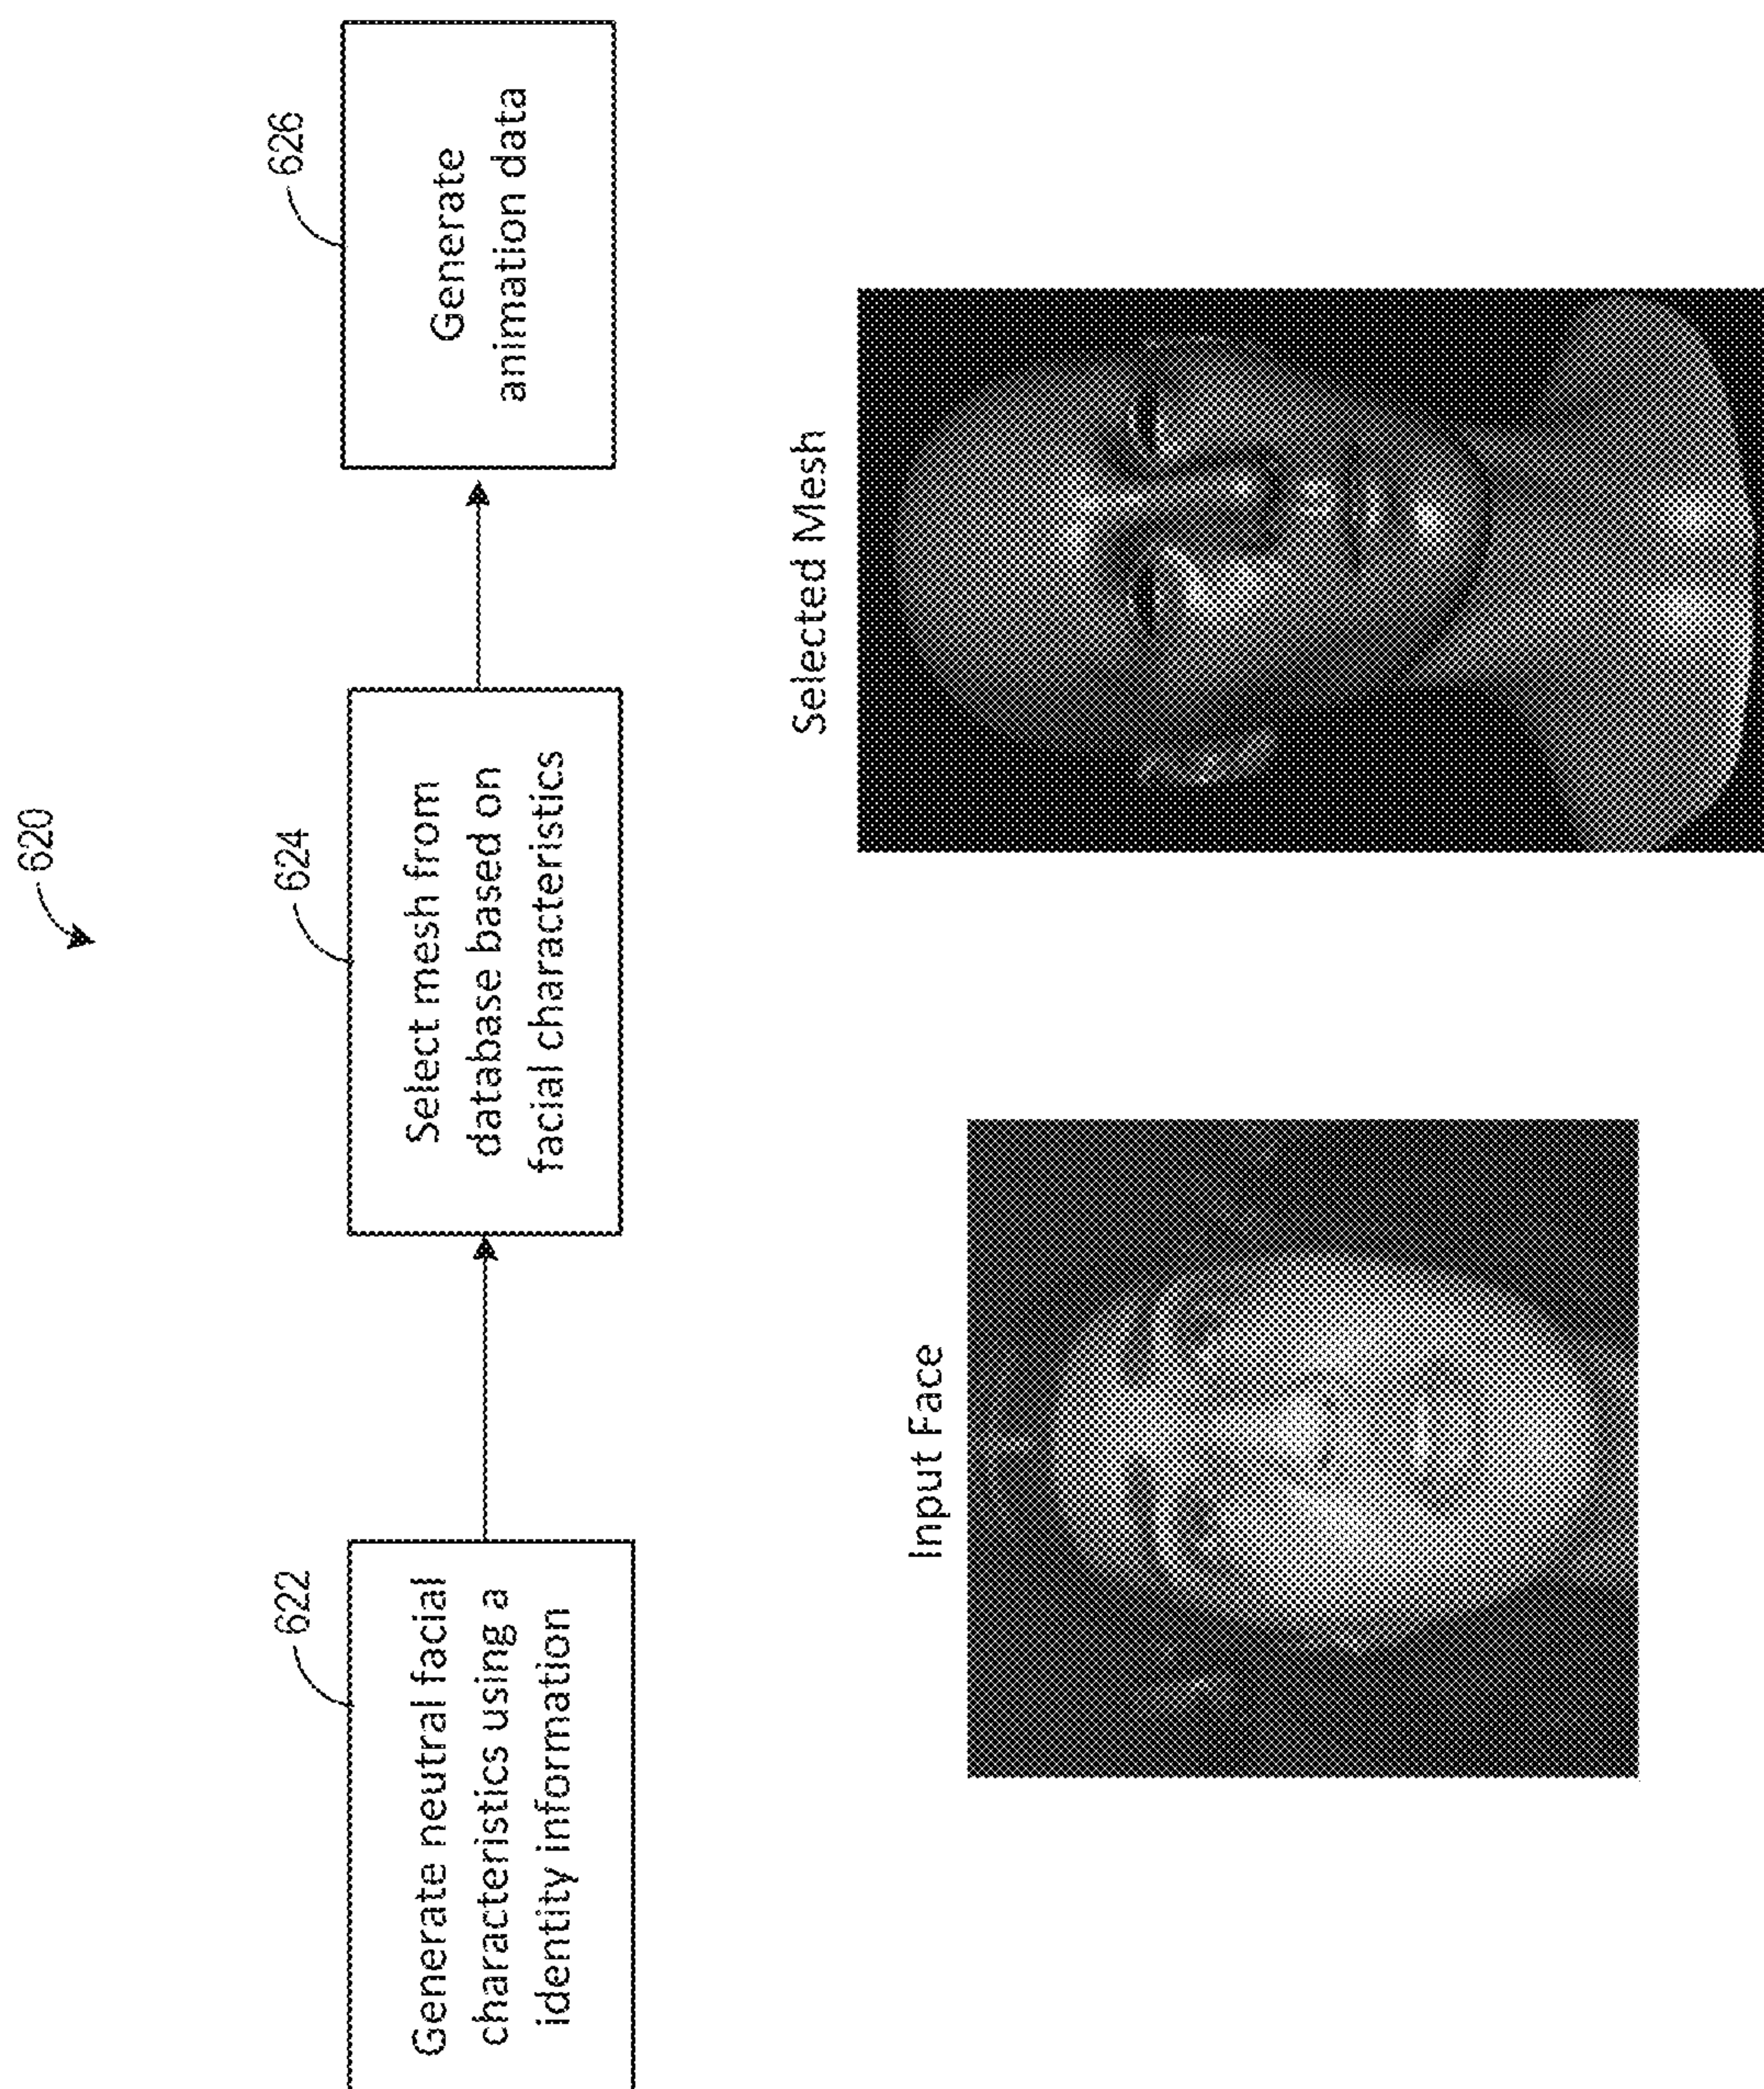 620
622
Generate neutral facial
characteristics using a
identity information
624
Select mesh from
database based on
facial characteristics
626
Generate
animation data
Input Face
Selected Mesh